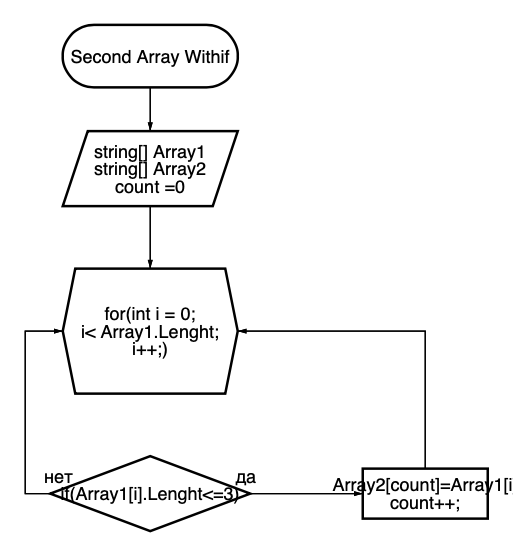 Second Array Withif
string[] Array1
string[] Array2
count =0
for(int i = 0;
i< Array1.Lenght;
i++;)
нет
да
if(Array1[i].Lenght<=3)
Array2[count]=Array1[i
count++;